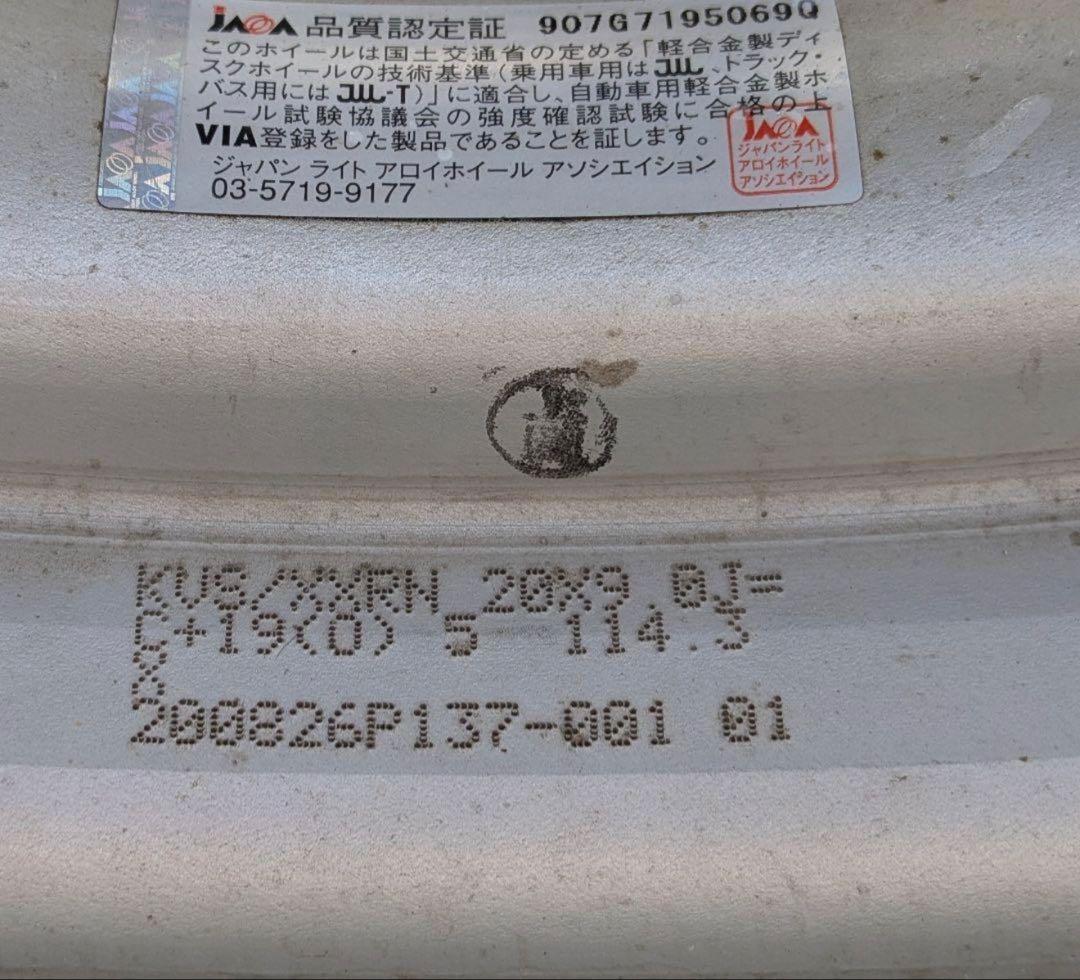 JAWA 品質認定証 907G7195069Q
このホイールは国土交通省の定める「軽合金製ディ
スクホイールの技術基準(乗用車用はJWL、トラック・
バス用にはJWL-T)」に適合し、自動車用軽合金製ホ
イール試験協議会の強度確認試験に合格の上
VIA登録をした製品であることを証します。
ジャパン ライト アロイホイール アソシエイション
03-5719-9177
JAWA
ジャパンライト
アロイホイール
アソシエイション
20X9.0J=
C+19(0) 5 114.3
200826P137-001 01